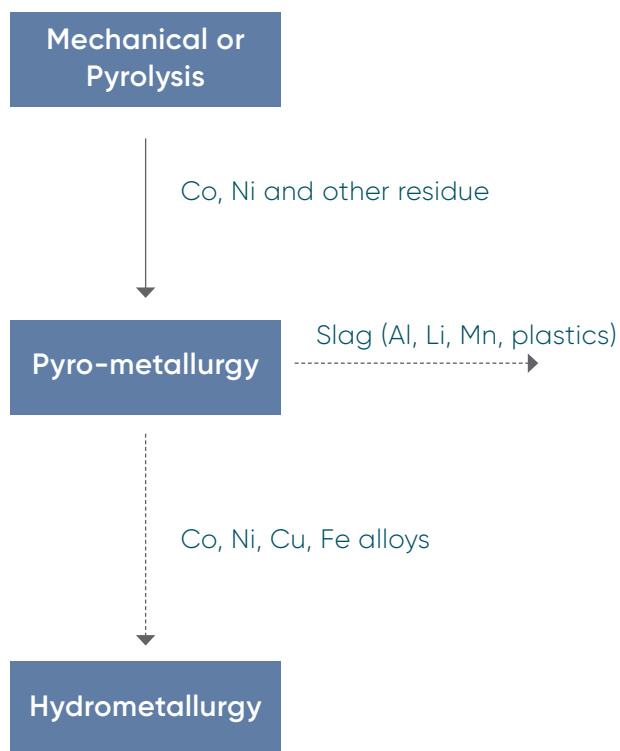 Mechanical or
Pyrolysis
Co, Ni and other residue
Slag (Al, Li, Mn, plastics)
Pyro-metallurgy
Co, Ni, Cu, Fe alloys
Hydrometallurgy